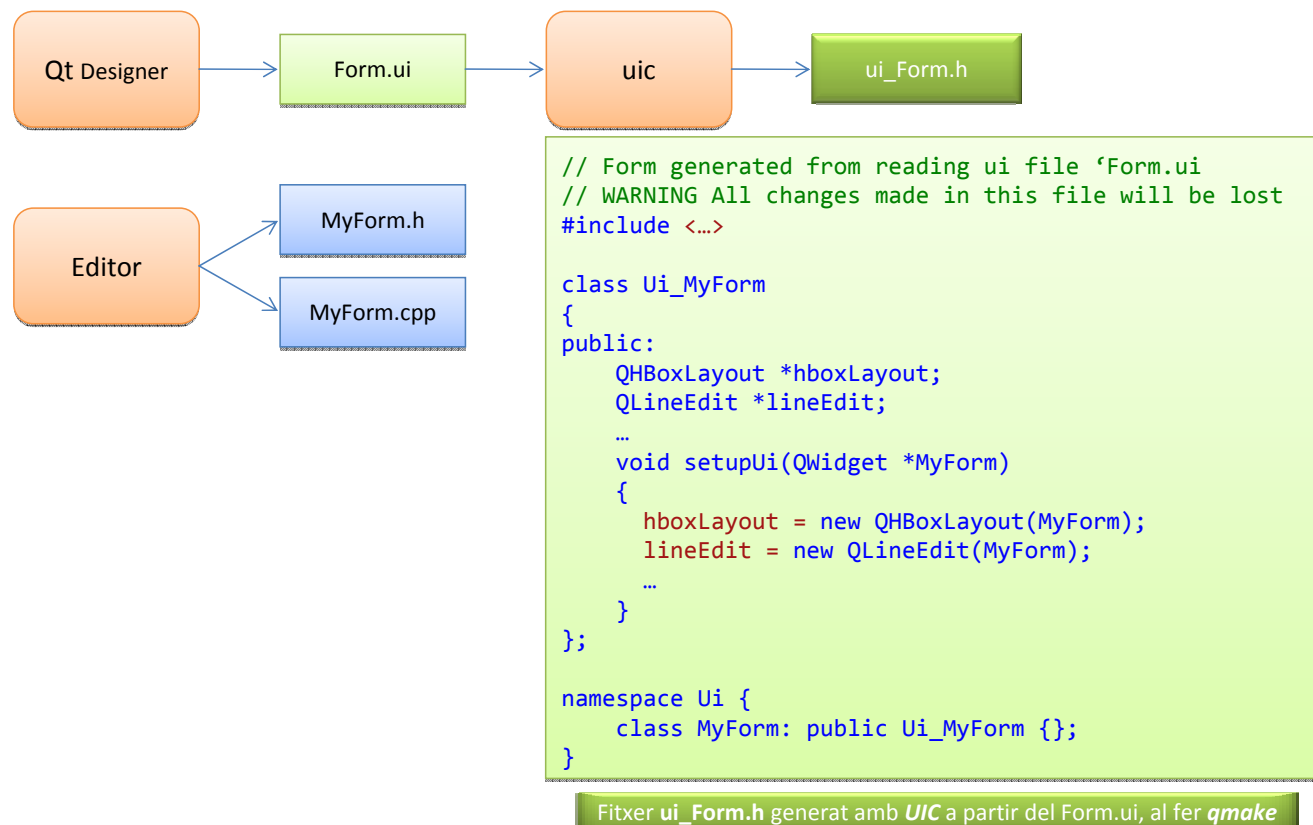 Qt Designer
Form.ui
uic
ui_Form.h
Editor
MyForm.h
MyForm.cpp
// Form generated from reading ui file ‘Form.ui
// WARNING All changes made in this file will be lost
#include <…>
class Ui_MyForm
{
public:
QHBoxLayout *hboxLayout;
QLineEdit *lineEdit;
…
void setupUi(QWidget *MyForm)
{
hboxLayout = new QHBoxLayout(MyForm);
lineEdit = new QLineEdit(MyForm);
…
}
};
namespace Ui {
class MyForm: public Ui_MyForm {};
}
Fitxer ui_Form.h generat amb UIC a partir del Form.ui, al fer qmake